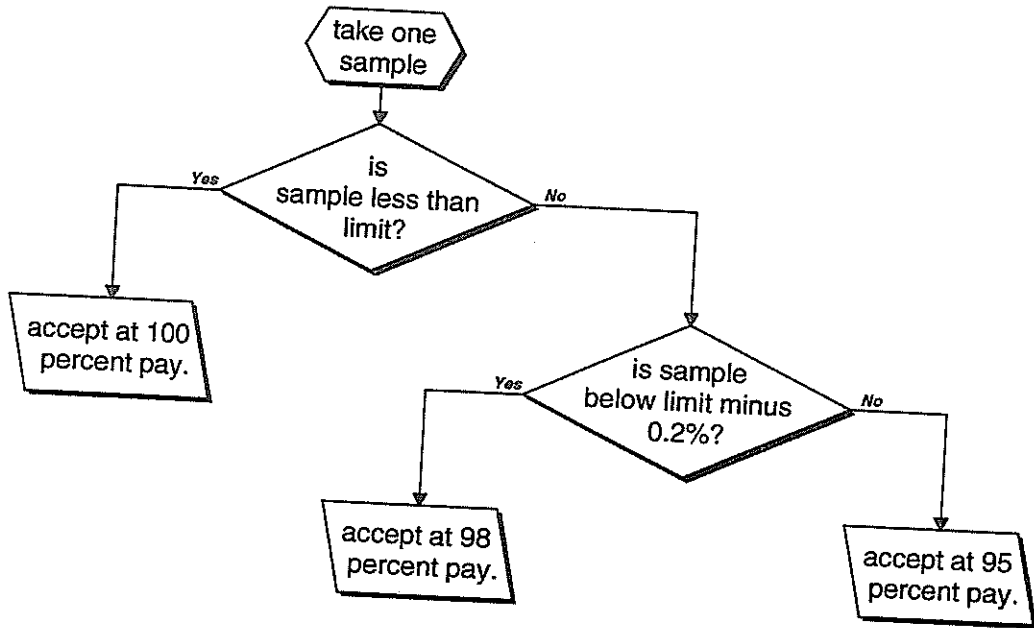 take one
sample
is
sample less than
limit?
Yes
No
accept at 100
percent pay.
is sample
below limit minus
0.2%?
Yes
No
accept at 98
percent pay.
accept at 95
percent pay.